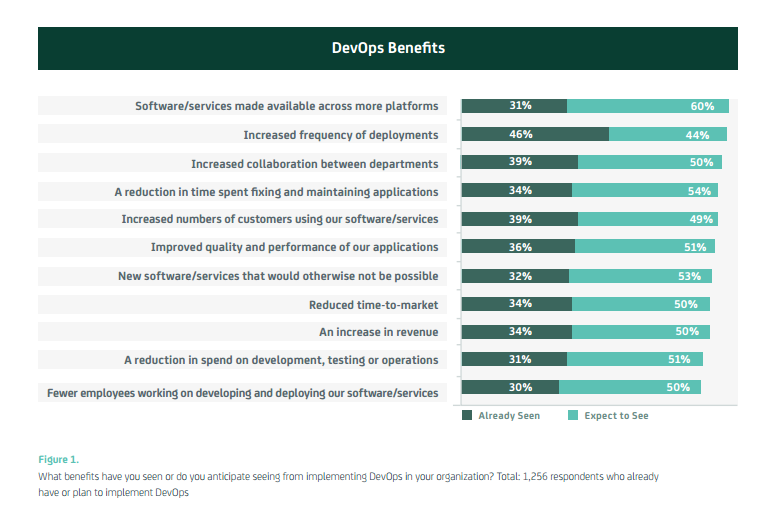 DevOps Benefits
Software/services made available across more platforms 31% 60%
Increased frequency of deployments 46% 44%
Increased collaboration between departments 39% 50%
A reduction in time spent fixing and maintaining applications 34% 54%
Increased numbers of customers using our software/services 39% 49%
Improved quality and performance of our applications 36% 51%
New software/services that would otherwise not be possible 32% 53%
Reduced time-to-market 34% 50%
An increase in revenue 34% 50%
A reduction in spend on development, testing or operations 31% 51%
Fewer employees working on developing and deploying our software/services 30% 50%
Already Seen Expect to See
Figure 1.
What benefits have you seen or do you anticipate seeing from implementing DevOps in your organization? Total: 1,256 respondents who already
have or plan to implement DevOps